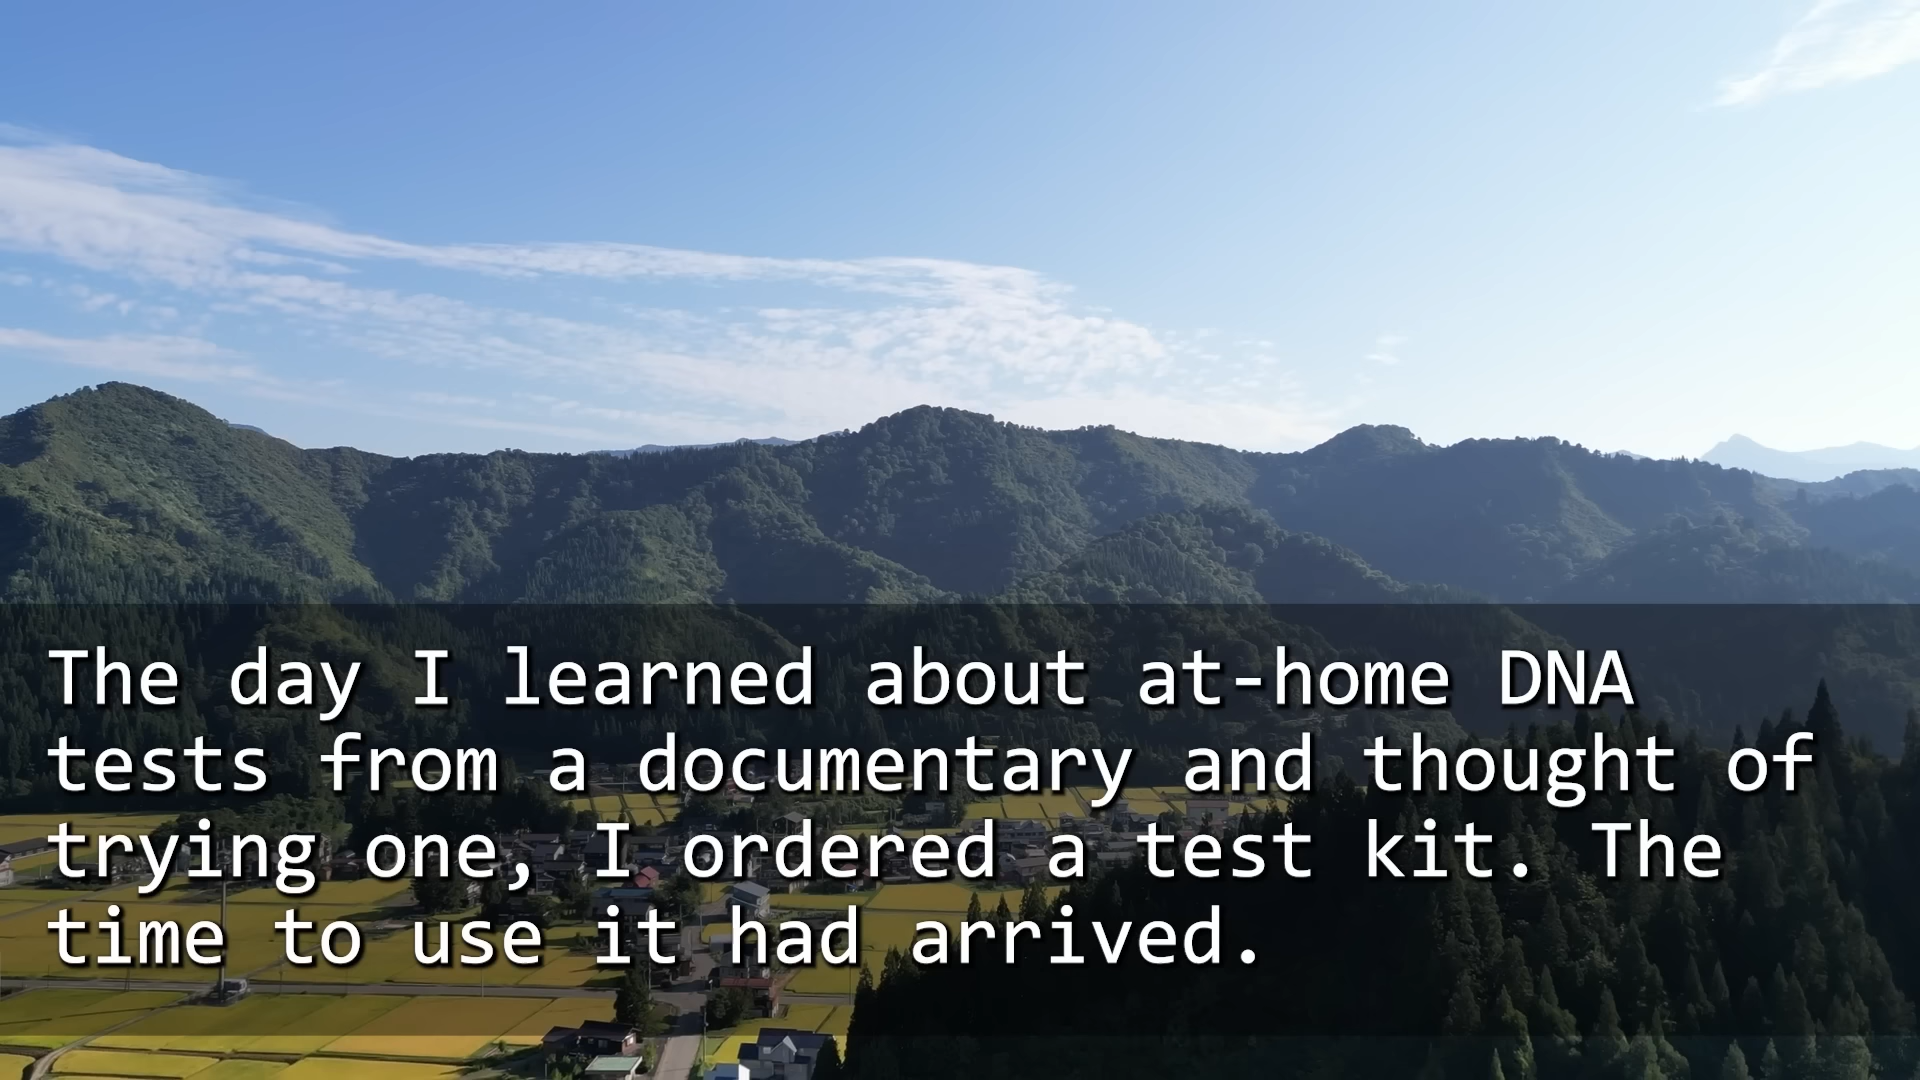 The day I learned about at-home DNA
tests from a documentary and thought of
trying one, I ordered a test kit. The
time to use it had arrived.